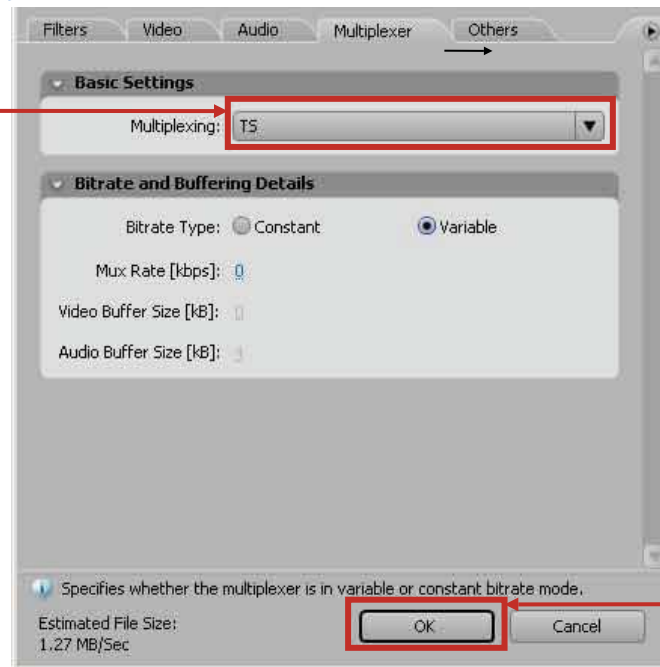 Filters Video Audio Multiplexer Others
Basic Settings
Multiplexing: TS
Bitrate and Buffering Details
Bitrate Type: Constant Variable
Mux Rate [kbps]: 0
Video Buffer Size [kB]:
Audio Buffer Size [kB]:
Specifies whether the multiplexer is in variable or constant bitrate mode.
Estimated File Size:
1.27 MB/Sec
OK Cancel